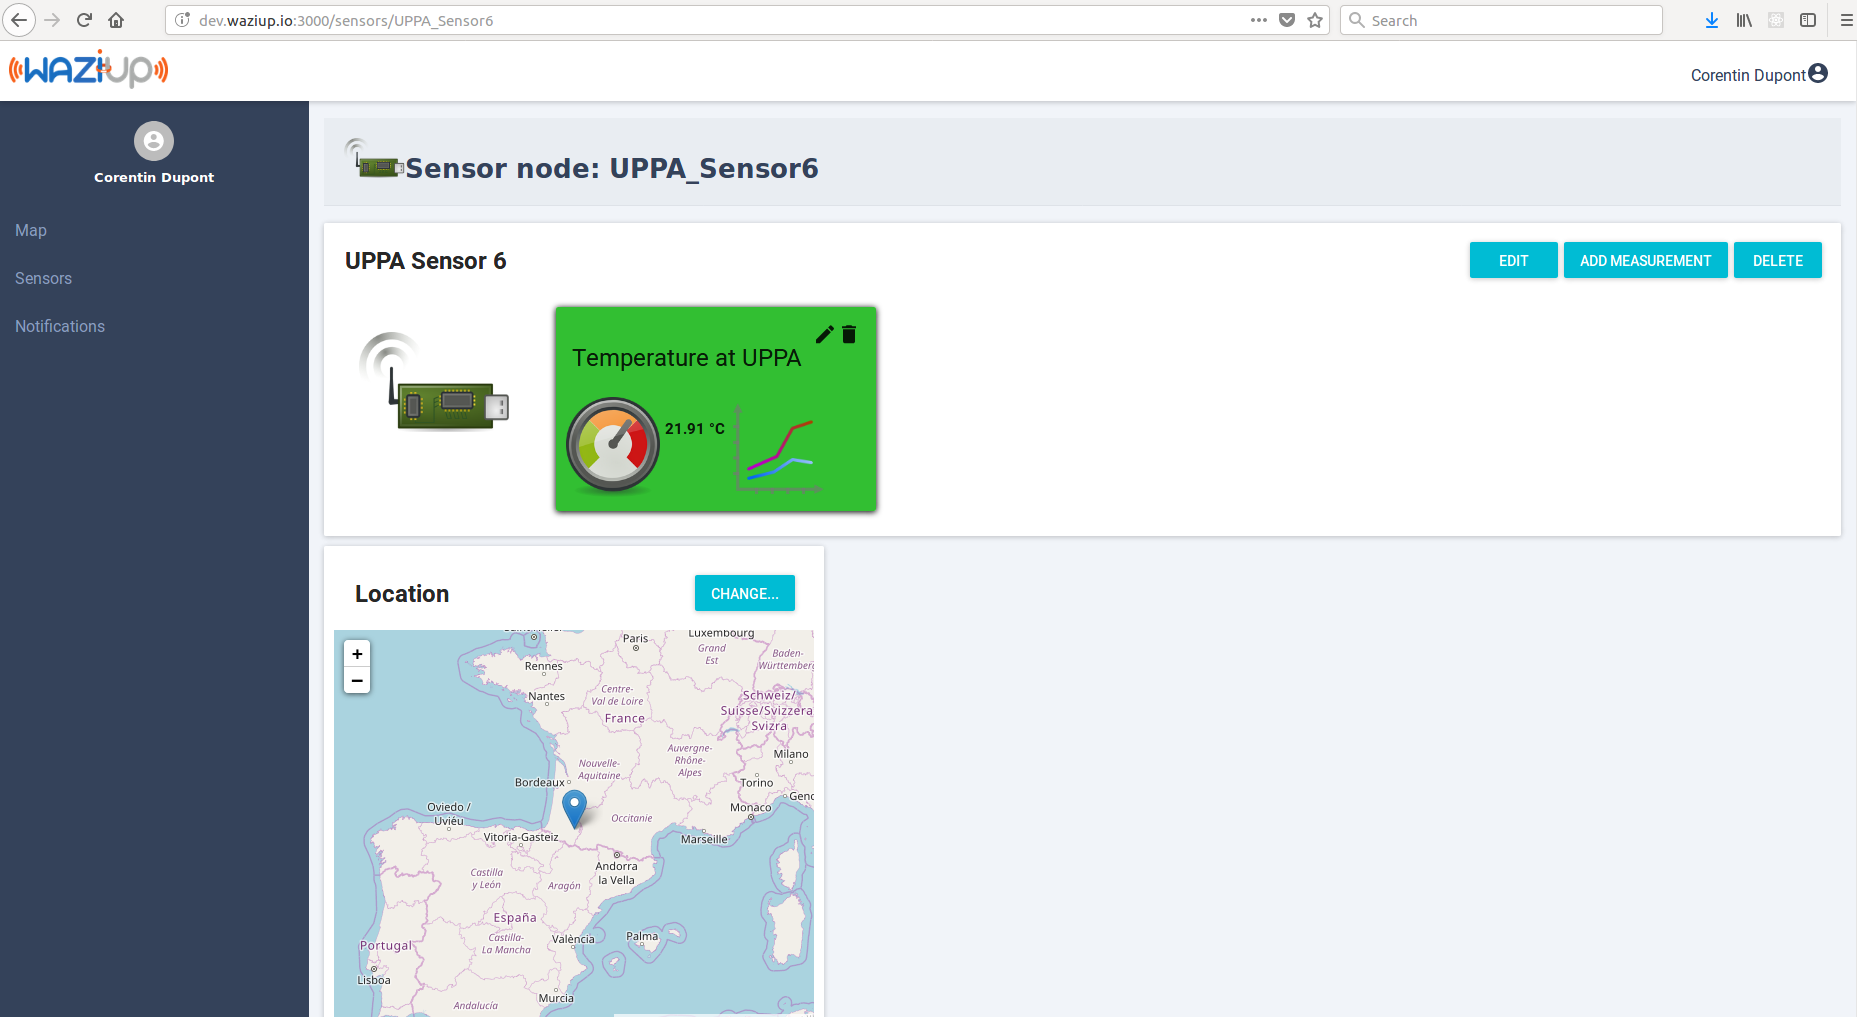 dev.waziup.io:3000/sensors/UPPA_Sensor6
Search
WAZIUP
Corentin Dupont
Corentin Dupont
Map
Sensors
Notifications
Sensor node: UPPA_Sensor6
UPPA Sensor 6
EDIT
ADD MEASUREMENT
DELETE
Temperature at UPPA
21.91 °C
Location
CHANGE...
+
−
Paris
Luxembourg
Grand
Est
Baden-
Württemberg
Rennes
Nantes
Centre-
Val de Loire
France
Schweiz/
Suisse/Svizzera/
Svizra
Auvergne-
Rhône-
Alpes
Milano
Nouvelle-
Aquitaine
Bordeaux
Torino
Genc
Monaco
Oviedo /
Uviéu
Occitanie
Vitoria-Gasteiz
Marseille
Andorra
la Vella
Castilla
y León
Aragón
España
Castilla-
La Mancha
València
Palma
Portugal
Lisboa
Murcia
Andalucía